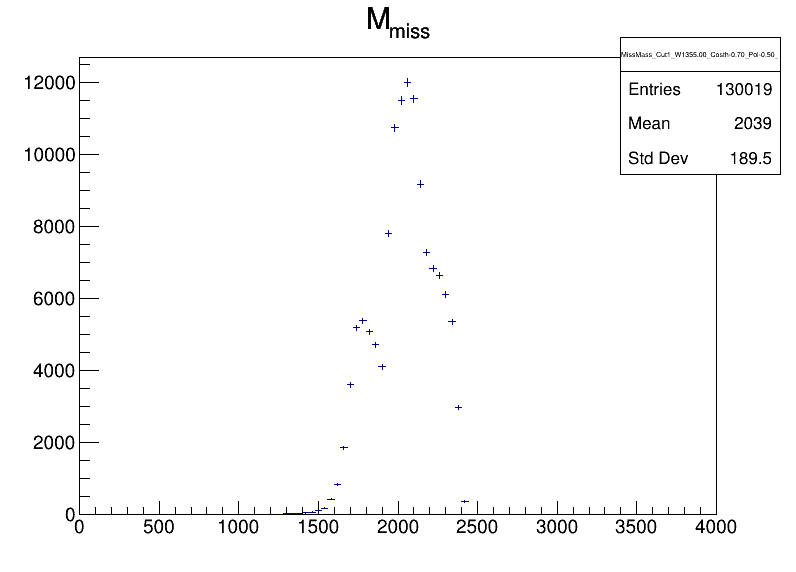 M_miss
MissMass_Cut1_W1355.00_Costh-0.70_Pol-0.50_
Entries 130019
Mean 2039
Std Dev 189.5
12000
10000
8000
6000
4000
2000
0
0 500 1000 1500 2000 2500 3000 3500 4000